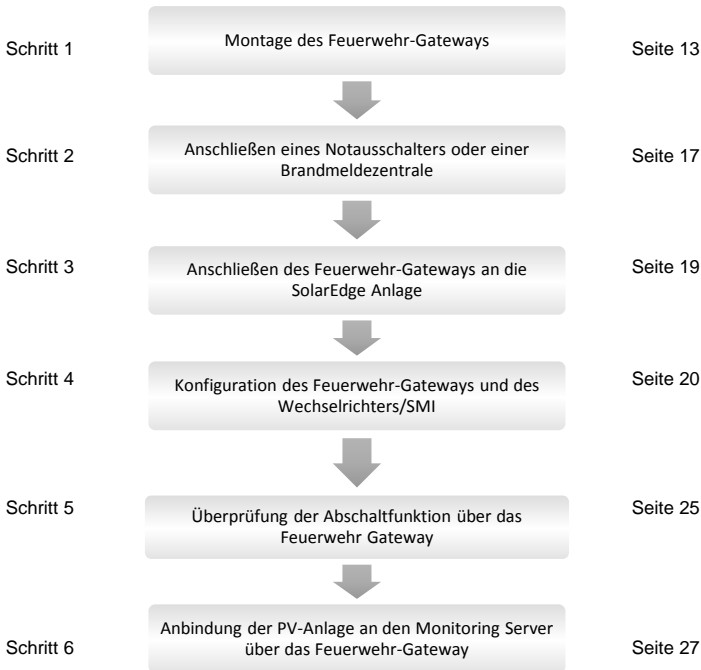 Schritt 1
Montage des Feuerwehr-Gateways
Seite 13
Schritt 2
Anschließen eines Notausschalters oder einer
Brandmeldezentrale
Seite 17
Schritt 3
Anschließen des Feuerwehr-Gateways an die
SolarEdge Anlage
Seite 19
Schritt 4
Konfiguration des Feuerwehr-Gateways und des
Wechselrichters/SMI
Seite 20
Schritt 5
Überprüfung der Abschaltfunktion über das
Feuerwehr Gateway
Seite 25
Schritt 6
Anbindung der PV-Anlage an den Monitoring Server
über das Feuerwehr-Gateway
Seite 27